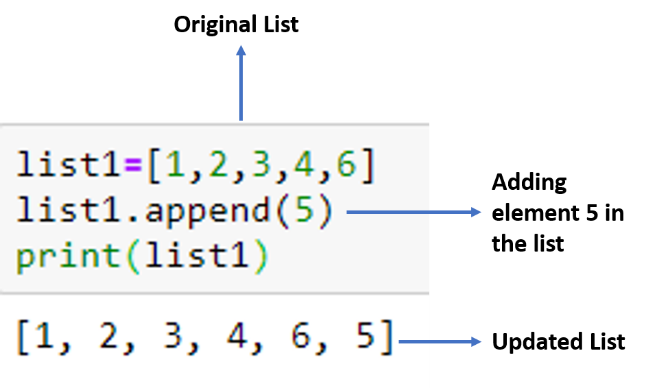 Original List
list1=[1,2,3,4,6]
list1.append(5)
print(list1)
Adding
element 5 in
the list
[1, 2, 3, 4, 6, 5]
Updated List